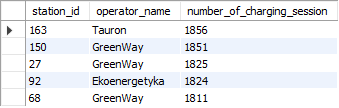 station_id operator_name number_of_charging_session
163 Tauron 1856
150 GreenWay 1851
27 GreenWay 1825
92 Ekoenergetyka 1824
68 GreenWay 1811